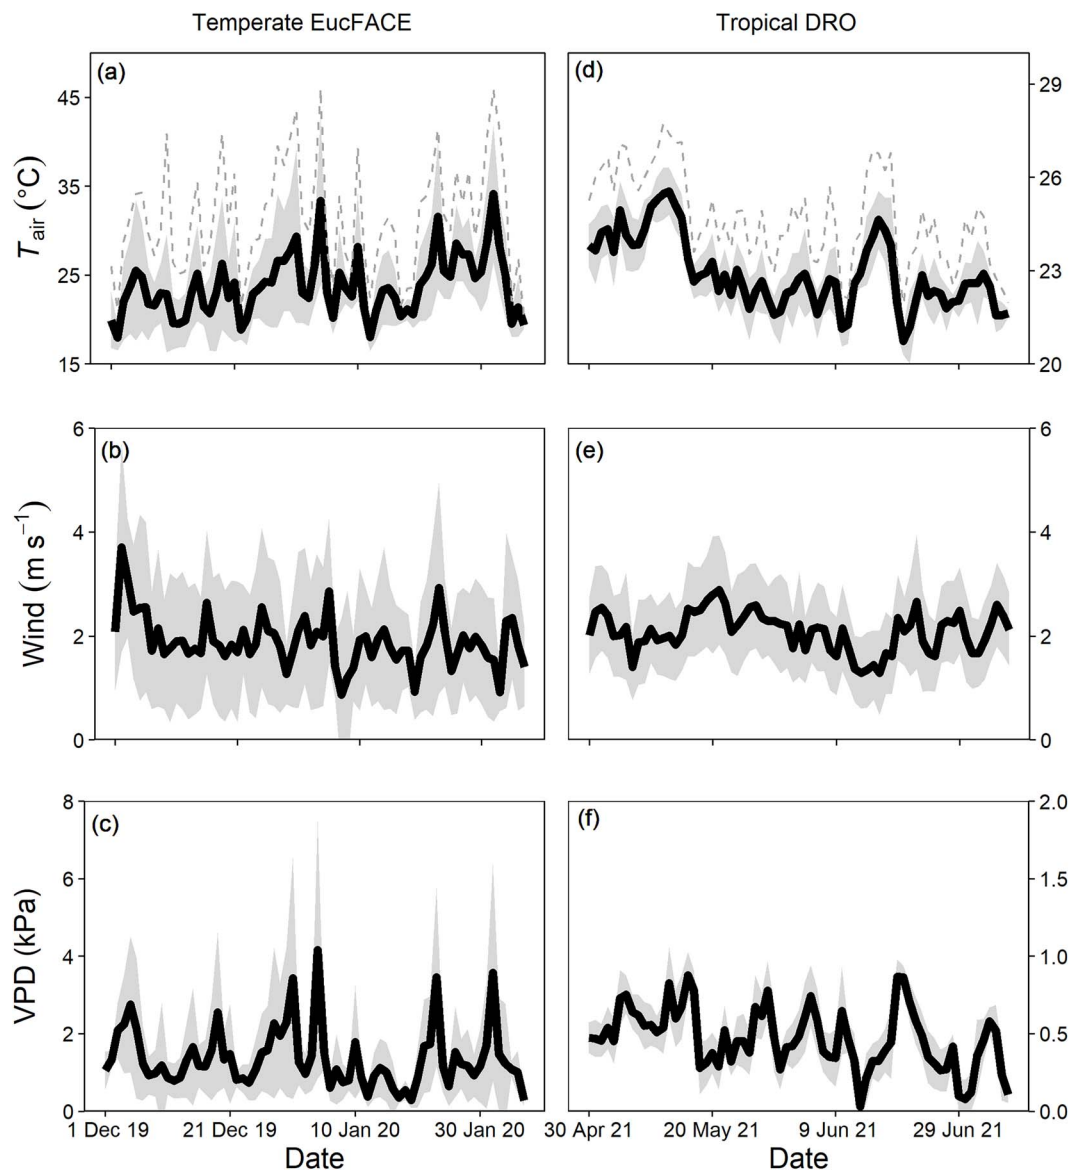 Temperate EucFACE Tropical DRO
(a) (d)
T_air (°C)
45
35
25
15
29
26
23
20
(b) (e)
Wind (m s⁻¹)
6
4
2
0
6
4
2
0
(c) (f)
VPD (kPa)
8
6
4
2
0
2.0
1.5
1.0
0.5
0.0
1 Dec 19 21 Dec 19 10 Jan 20 30 Jan 20 30 Apr 21 20 May 21 9 Jun 21 29 Jun 21
Date Date